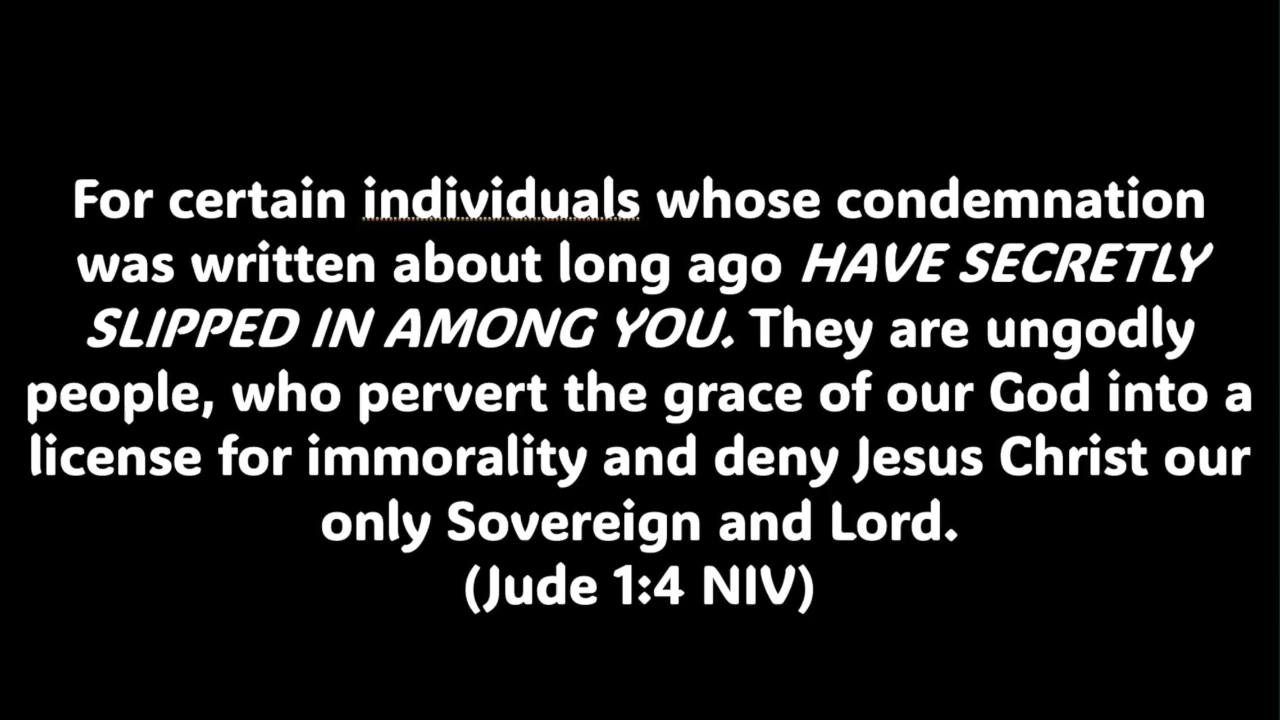 For certain individuals whose condemnation
was written about long ago HAVE SECRETLY
SLIPPED IN AMONG YOU. They are ungodly
people, who pervert the grace of our God into a
license for immorality and deny Jesus Christ our
only Sovereign and Lord.
(Jude 1:4 NIV)